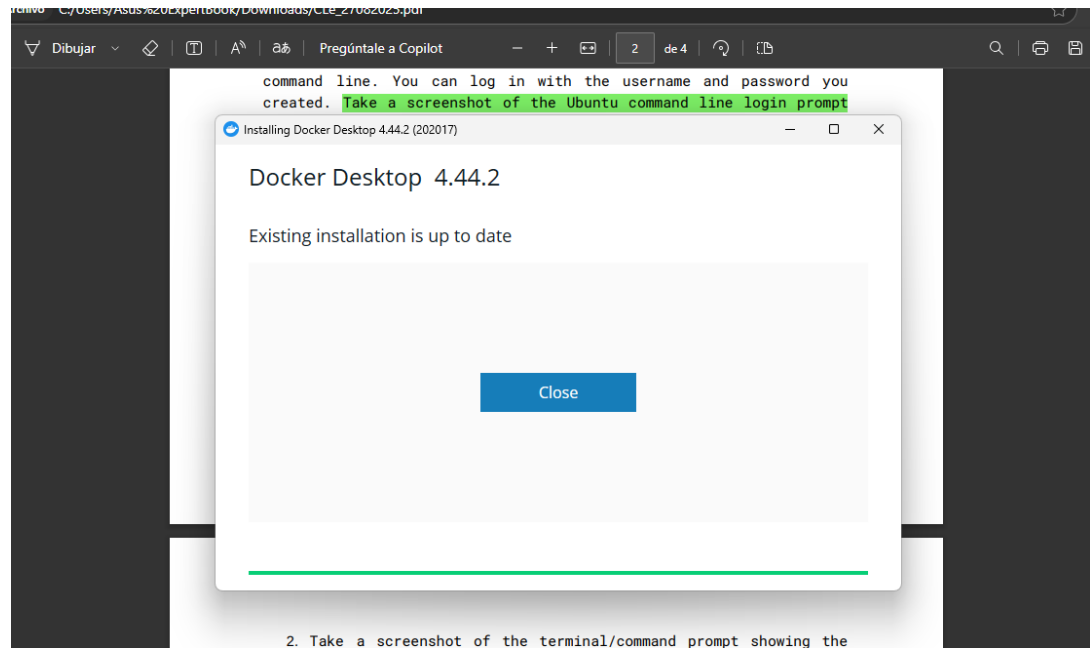 C:/Users/Asus%20ExpertBook/Downloads/CLe_27082025.pdf
Dibujar
Pregúntale a Copilot
2
de 4
command line. You can log in with the username and password you
created. Take a screenshot of the Ubuntu command line login prompt
Installing Docker Desktop 4.44.2 (202017)
Docker Desktop 4.44.2
Existing installation is up to date
Close
2. Take a screenshot of the terminal/command prompt showing the